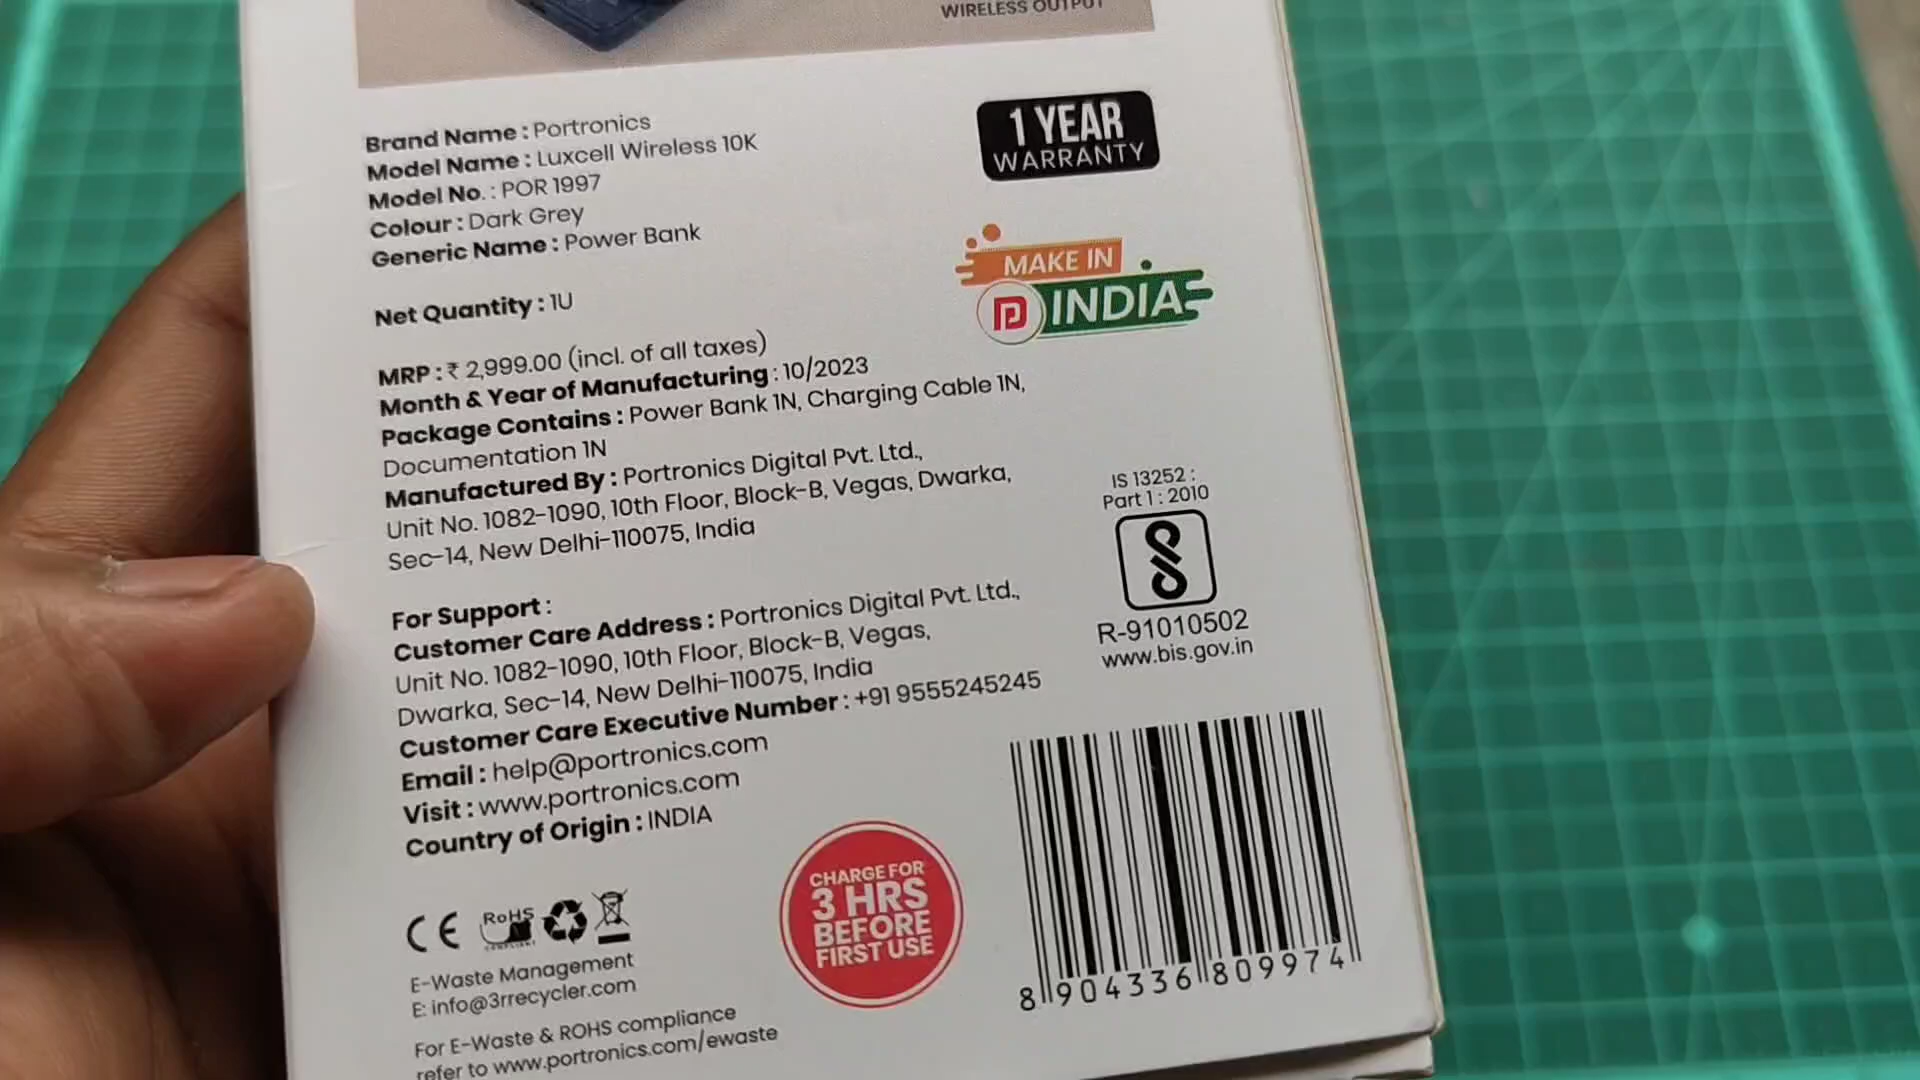 WIRELESS OUTPUT
Brand Name : Portronics
Model Name : Luxcell Wireless 10K
Model No. : POR 1997
Colour : Dark Grey
Generic Name : Power Bank
1 YEAR
WARRANTY
MAKE IN
INDIA
Net Quantity : 1U
MRP : ₹ 2,999.00 (incl. of all taxes)
Month & Year of Manufacturing : 10/2023
Package Contains : Power Bank 1N, Charging Cable 1N,
Documentation 1N
Manufactured By : Portronics Digital Pvt. Ltd.,
Unit No. 1082-1090, 10th Floor, Block-B, Vegas, Dwarka,
Sec-14, New Delhi-110075, India
IS 13252 :
Part 1 : 2010
R-91010502
www.bis.gov.in
For Support :
Customer Care Address : Portronics Digital Pvt. Ltd.,
Unit No. 1082-1090, 10th Floor, Block-B, Vegas,
Dwarka, Sec-14, New Delhi-110075, India
Customer Care Executive Number : +91 9555245245
Email : help@portronics.com
Visit : www.portronics.com
Country of Origin : INDIA
CHARGE FOR
3 HRS
BEFORE
FIRST USE
CE
RoHS
COMPLIANT
E-Waste Management
E: info@3rrecycler.com
For E-Waste & ROHS compliance
refer to www.portronics.com/ewaste
8 904336 809974